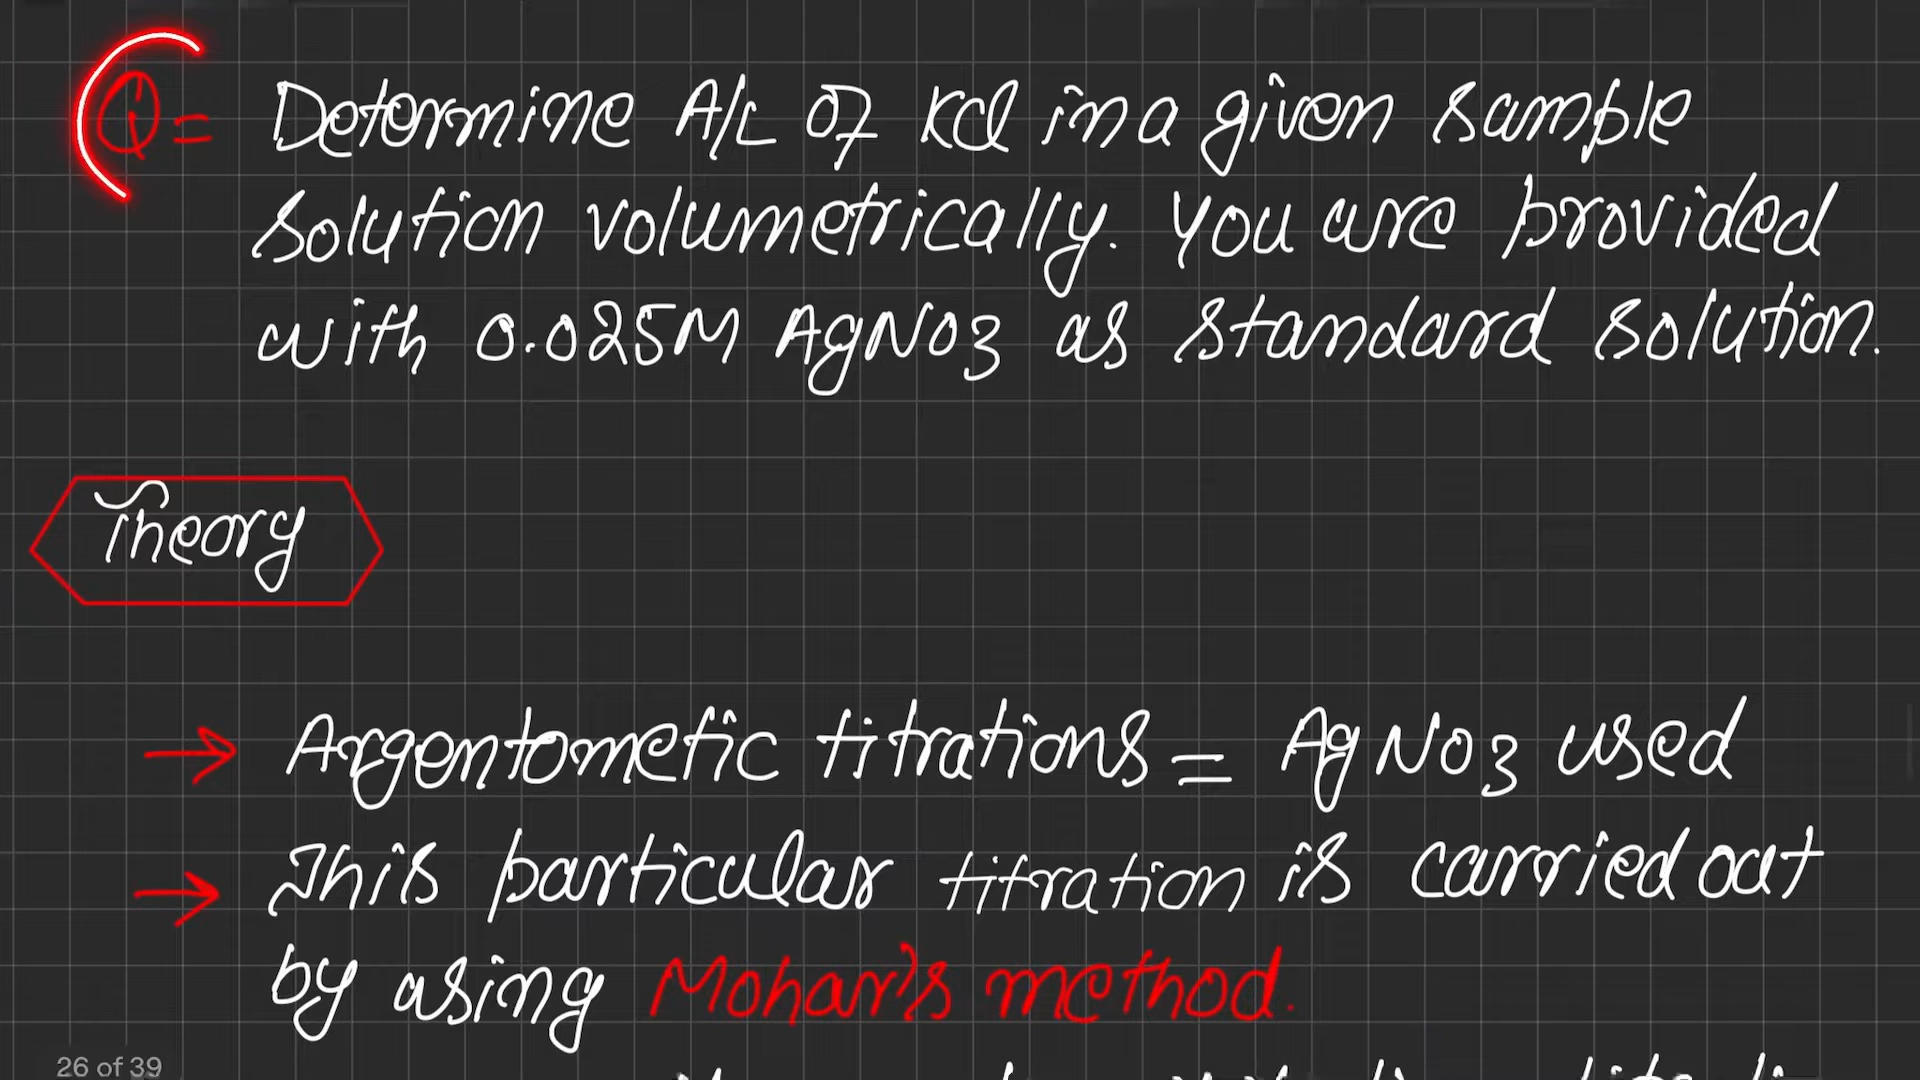 Q= Determine A/L of KCl in a given sample
solution volumetrically. You are provided
with 0.025M AgNO3 as standard solution.
Theory
→ Argentometic titrations = AgNO3 used
→ This particular titration is carried out
by using Mohar's method.
26 of 39